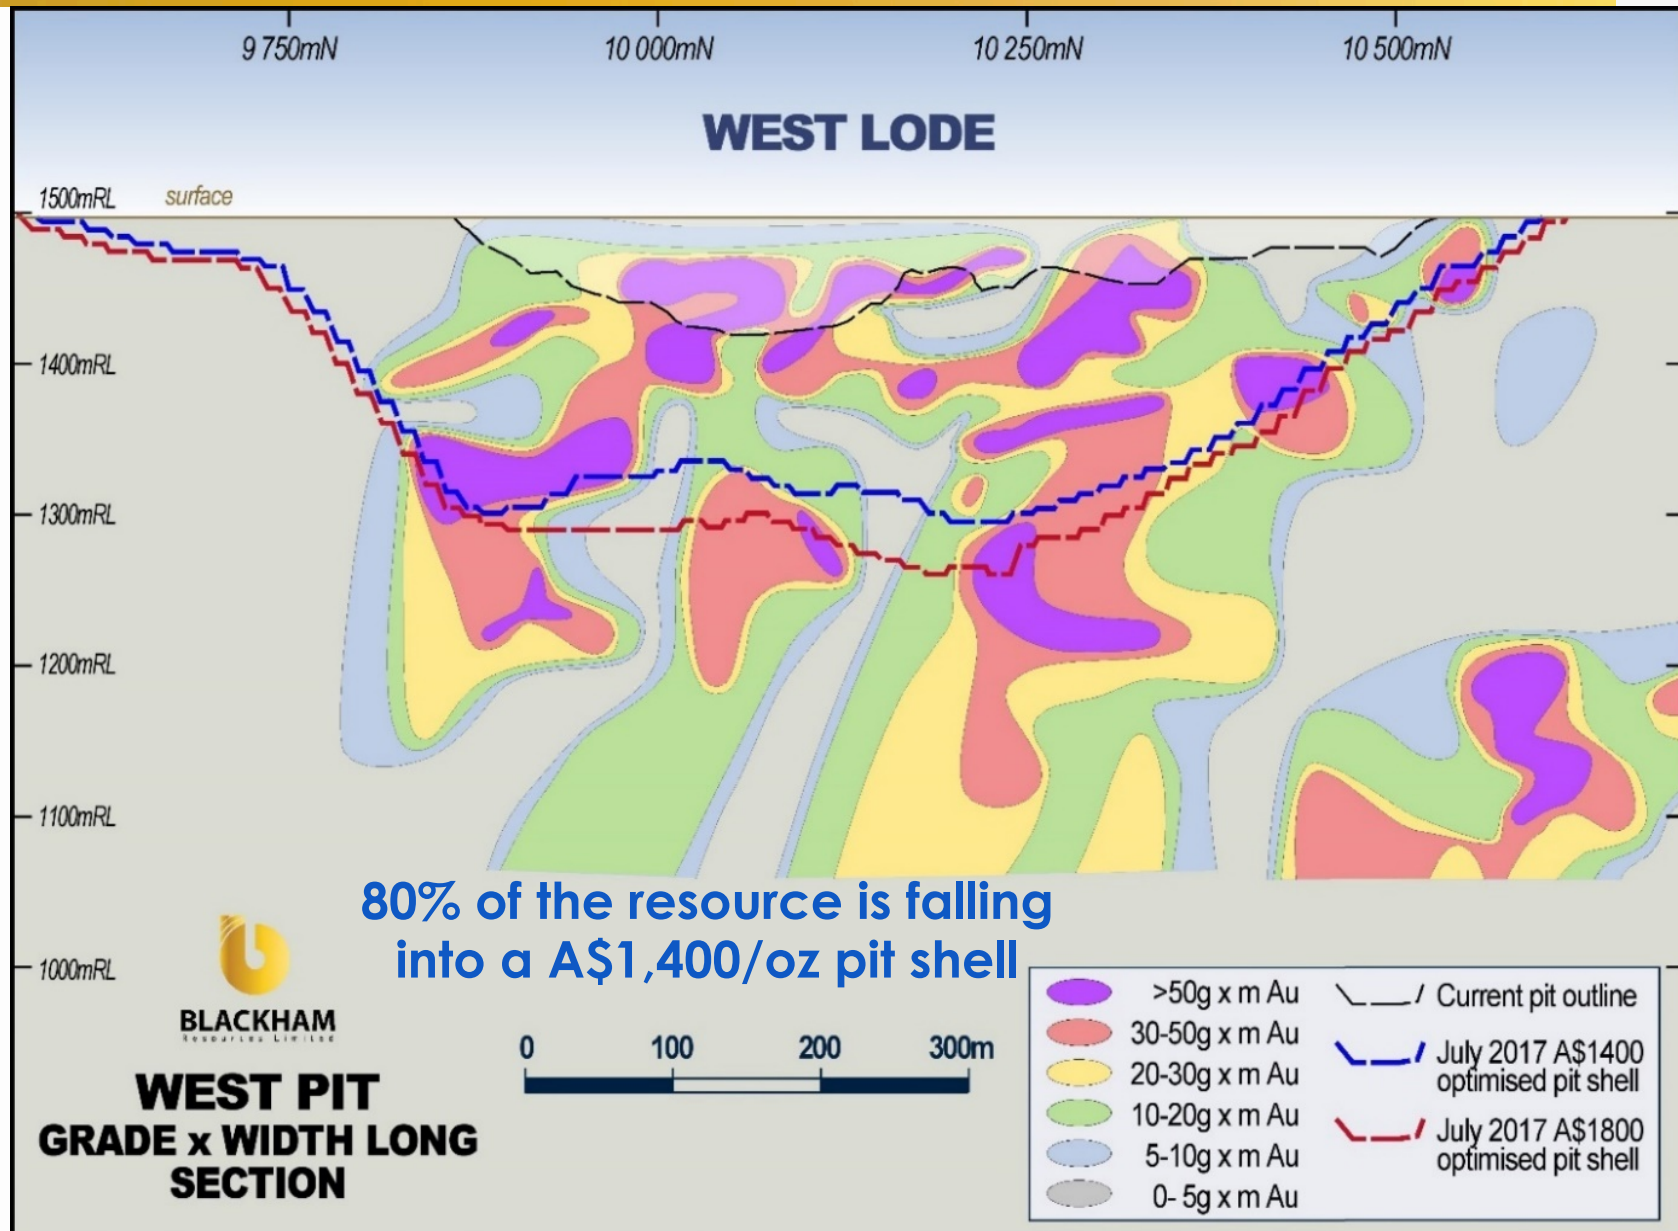 9 750mN
10 000mN
10 250mN
10 500mN
WEST LODE
1500mRL
surface
1400mRL
1300mRL
1200mRL
1100mRL
1000mRL
80% of the resource is falling
into a A$1,400/oz pit shell
BLACKHAM
Resources Limited
WEST PIT
GRADE x WIDTH LONG
SECTION
0
100
200
300m
>50g x m Au
30-50g x m Au
20-30g x m Au
10-20g x m Au
5-10g x m Au
0- 5g x m Au
Current pit outline
July 2017 A$1400
optimised pit shell
July 2017 A$1800
optimised pit shell